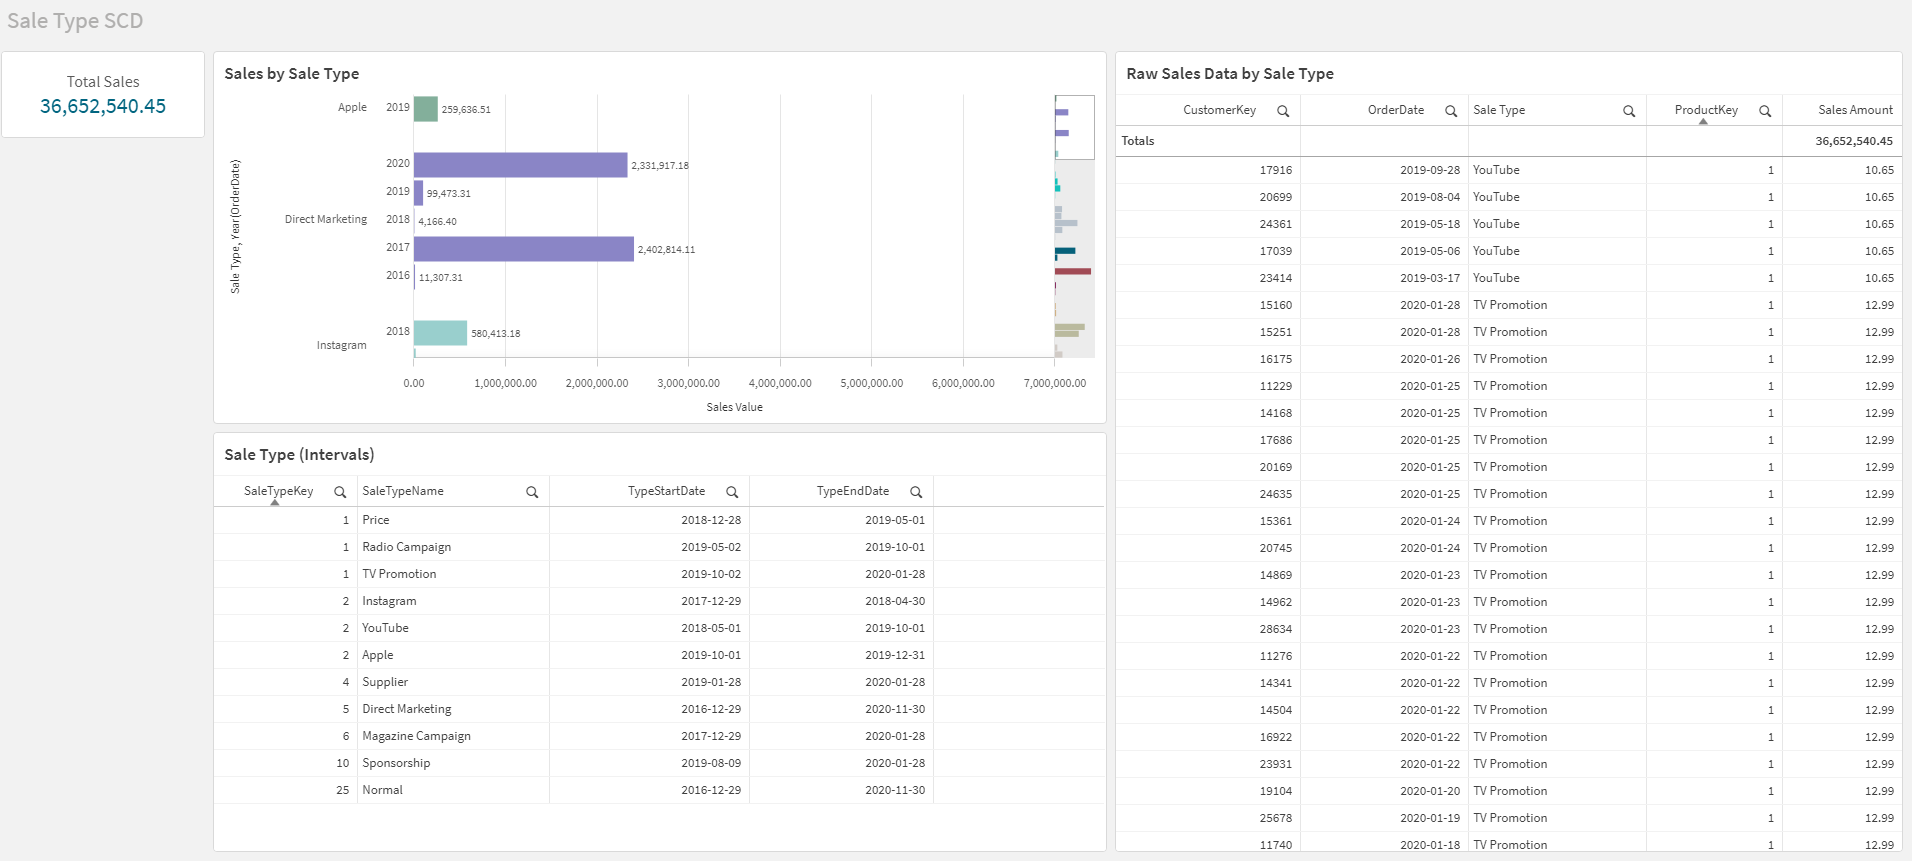 Sale Type SCD
Total Sales
36,652,540.45
Sales by Sale Type
Sale Type, Year(OrderDate)
Apple 2019 259,636.51
2020 2,331,917.18
2019 99,473.31
Direct Marketing 2018 4,166.40
2017 2,402,814.11
2016 11,307.31
2018 580,413.18
Instagram
0.00 1,000,000.00 2,000,000.00 3,000,000.00 4,000,000.00 5,000,000.00 6,000,000.00 7,000,000.00
Sales Value
Sale Type (Intervals)
SaleTypeKey SaleTypeName TypeStartDate TypeEndDate
1 Price 2018-12-28 2019-05-01
1 Radio Campaign 2019-05-02 2019-10-01
1 TV Promotion 2019-10-02 2020-01-28
2 Instagram 2017-12-29 2018-04-30
2 YouTube 2018-05-01 2019-10-01
2 Apple 2019-10-01 2019-12-31
4 Supplier 2019-01-28 2020-01-28
5 Direct Marketing 2016-12-29 2020-11-30
6 Magazine Campaign 2017-12-29 2020-01-28
10 Sponsorship 2019-08-09 2020-01-28
25 Normal 2016-12-29 2020-11-30
Raw Sales Data by Sale Type
CustomerKey OrderDate Sale Type ProductKey Sales Amount
Totals 36,652,540.45
17916 2019-09-28 YouTube 1 10.65
20699 2019-08-04 YouTube 1 10.65
24361 2019-05-18 YouTube 1 10.65
17039 2019-05-06 YouTube 1 10.65
23414 2019-03-17 YouTube 1 10.65
15160 2020-01-28 TV Promotion 1 12.99
15251 2020-01-28 TV Promotion 1 12.99
16175 2020-01-26 TV Promotion 1 12.99
11229 2020-01-25 TV Promotion 1 12.99
14168 2020-01-25 TV Promotion 1 12.99
17686 2020-01-25 TV Promotion 1 12.99
20169 2020-01-25 TV Promotion 1 12.99
24635 2020-01-25 TV Promotion 1 12.99
15361 2020-01-24 TV Promotion 1 12.99
20745 2020-01-24 TV Promotion 1 12.99
14869 2020-01-23 TV Promotion 1 12.99
14962 2020-01-23 TV Promotion 1 12.99
28634 2020-01-23 TV Promotion 1 12.99
11276 2020-01-22 TV Promotion 1 12.99
14341 2020-01-22 TV Promotion 1 12.99
14504 2020-01-22 TV Promotion 1 12.99
16922 2020-01-22 TV Promotion 1 12.99
23931 2020-01-22 TV Promotion 1 12.99
19104 2020-01-20 TV Promotion 1 12.99
25678 2020-01-19 TV Promotion 1 12.99
11740 2020-01-18 TV Promotion 1 12.99